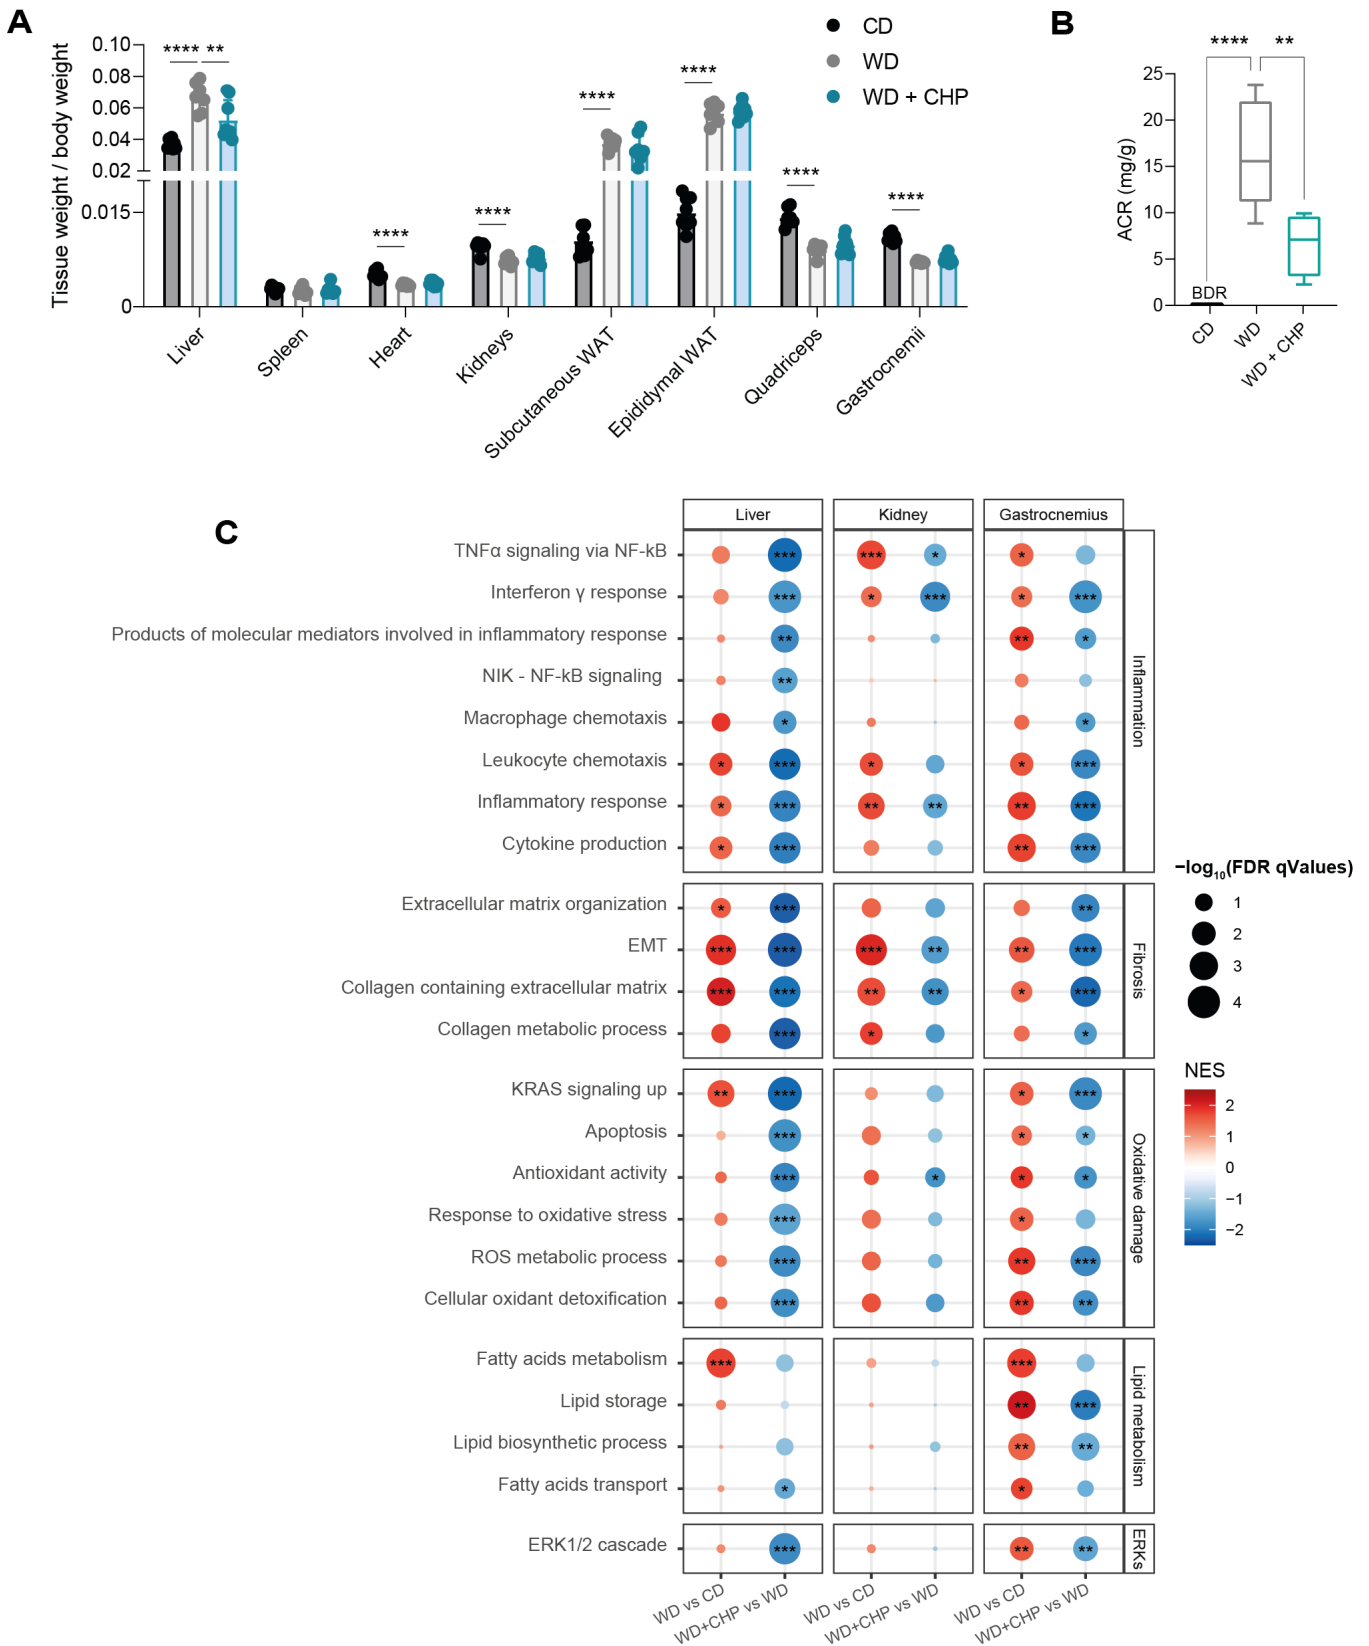 A
Tissue weight / body weight
0.10
0.08
0.06
0.04
0.02
0.015
0
**** **
****
****
****
****
****
****
CD
WD
WD + CHP
Liver
Spleen
Heart
Kidneys
Subcutaneous WAT
Epididymal WAT
Quadriceps
Gastrocnemii
B
**** **
ACR (mg/g)
25
20
15
10
5
0
BDR
CD
WD
WD + CHP
C
Liver Kidney Gastrocnemius
TNFα signaling via NF-kB *** *** * *
Interferon γ response *** * *** * ***
Products of molecular mediators involved in inflammatory response ** ** *
NIK - NF-kB signaling **
Macrophage chemotaxis * *
Leukocyte chemotaxis * *** * * ***
Inflammatory response * *** ** ** ** ***
Cytokine production * *** ** ***
Inflammation
Extracellular matrix organization * *** **
EMT *** *** *** ** ** ***
Collagen containing extracellular matrix *** *** ** ** * ***
Collagen metabolic process *** * *
Fibrosis
KRAS signaling up ** *** * ***
Apoptosis *** * *
Antioxidant activity *** * * *
Response to oxidative stress *** *
ROS metabolic process *** ** ***
Cellular oxidant detoxification *** ** **
Oxidative damage
Fatty acids metabolism *** ***
Lipid storage ** ***
Lipid biosynthetic process ** **
Fatty acids transport * *
Lipid metabolism
ERK1/2 cascade *** ** **
ERKs
WD vs CD
WD+CHP vs WD
WD vs CD
WD+CHP vs WD
WD vs CD
WD+CHP vs WD
−log10(FDR qValues)
1
2
3
4
NES
2
1
0
−1
−2